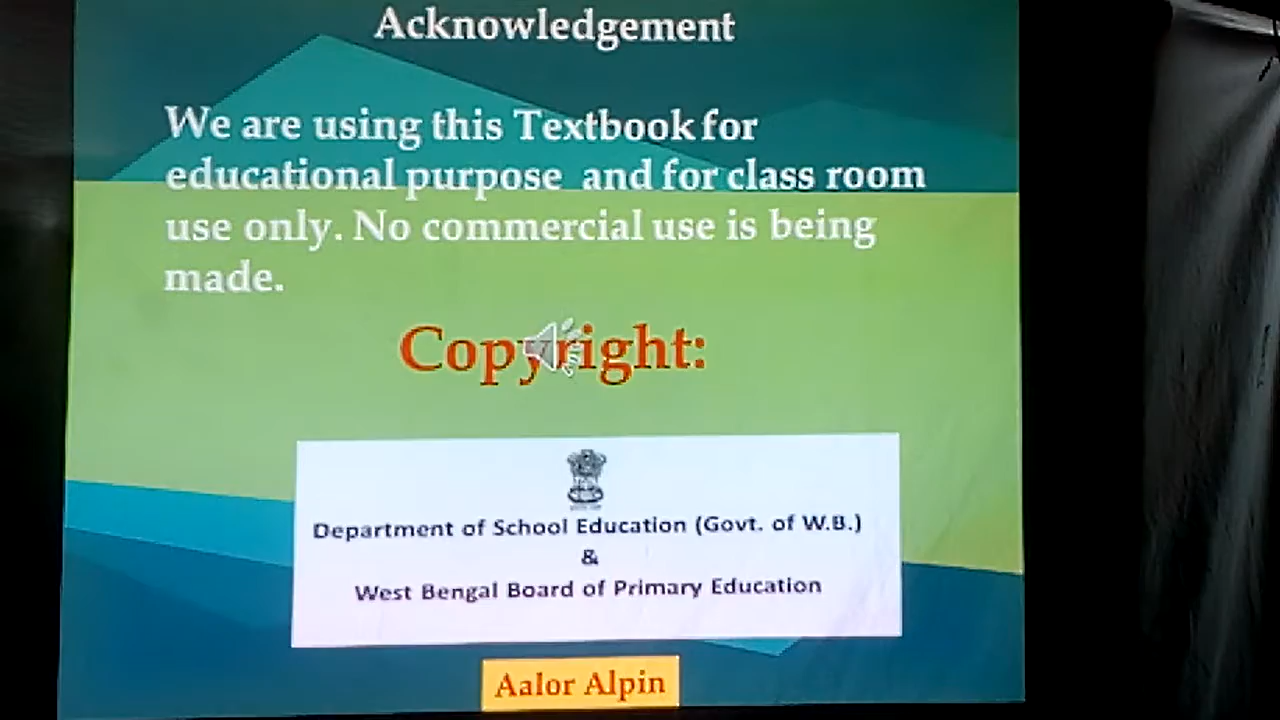 Acknowledgement
We are using this Textbook for
educational purpose and for class room
use only. No commercial use is being
made.
Copyright:
Department of School Education (Govt. of W.B.)
&
West Bengal Board of Primary Education
Aalor Alpin